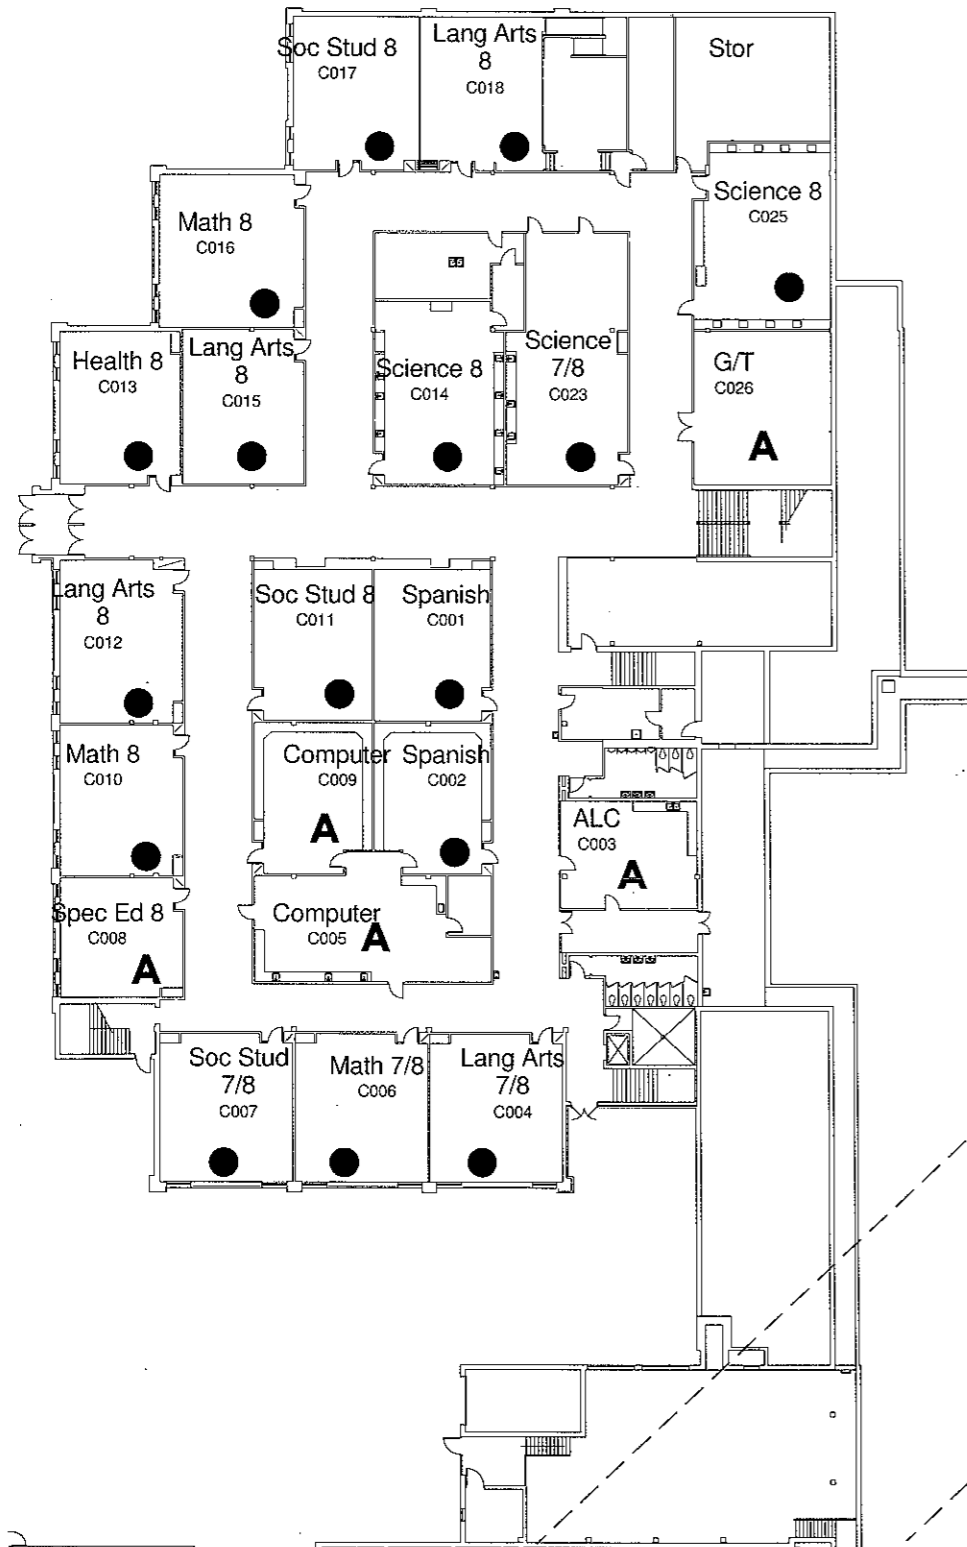 Soc Stud 8
C017
Lang Arts
8
C018
Stor
Math 8
C016
Science 8
C025
Health 8
C013
Lang Arts
8
C015
Science 8
C014
Science
7/8
C023
G/T
C026
A
Lang Arts
8
C012
Soc Stud 8
C011
Spanish
C001
Math 8
C010
Computer
C009
A
Spanish
C002
ALC
C003
A
Spec Ed 8
C008
A
Computer
C005
A
Soc Stud
7/8
C007
Math 7/8
C006
Lang Arts
7/8
C004